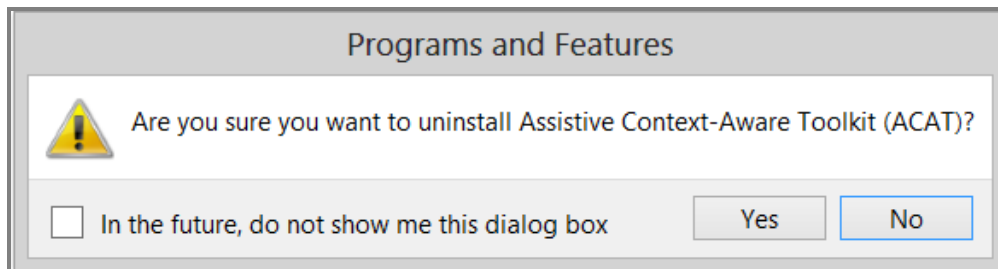 Programs and Features
Are you sure you want to uninstall Assistive Context-Aware Toolkit (ACAT)?
In the future, do not show me this dialog box
Yes
No